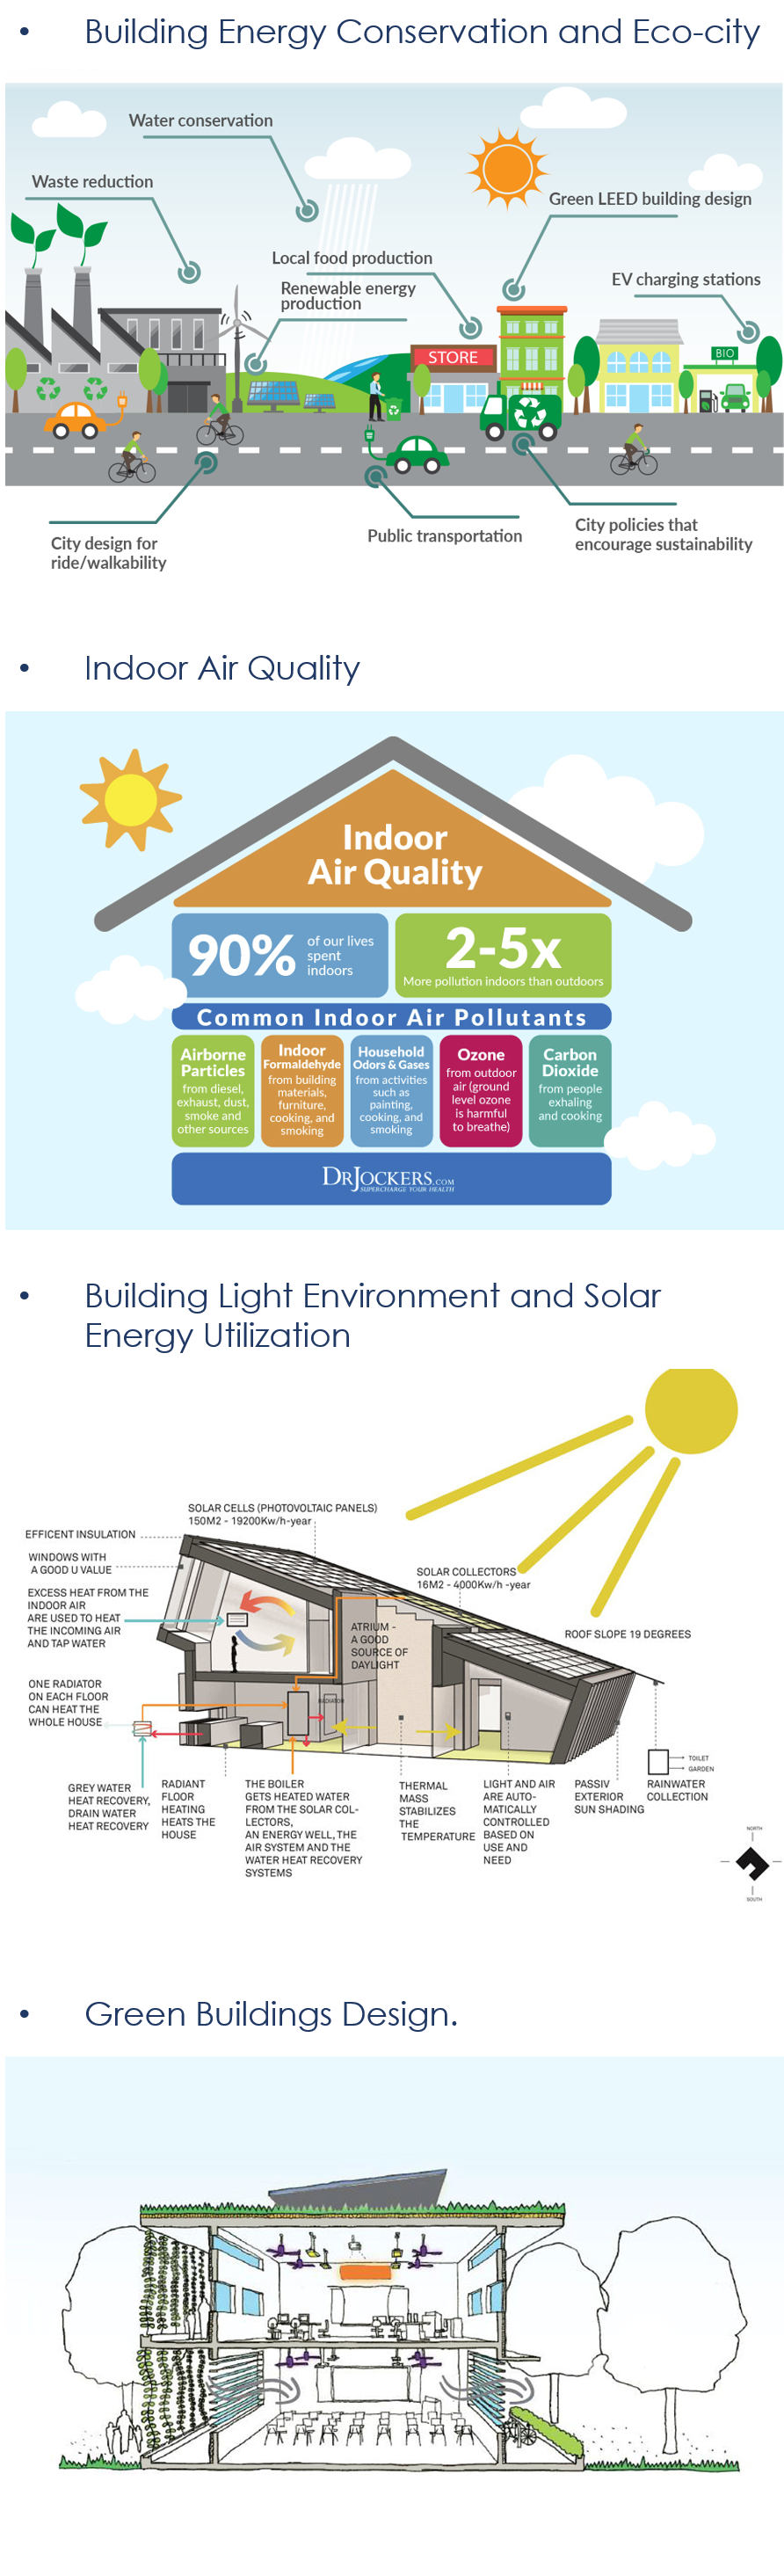 • Building Energy Conservation and Eco-city
Water conservation
Waste reduction
Green LEED building design
Local food production
Renewable energy
production
EV charging stations
STORE
BIO
City design for
ride/walkability
Public transportation
City policies that
encourage sustainability
• Indoor Air Quality
Indoor
Air Quality
90%
of our lives
spent
indoors
2-5x
More pollution indoors than outdoors
Common Indoor Air Pollutants
Airborne
Particles
from diesel,
exhaust, dust,
smoke and
other sources
Indoor
Formaldehyde
from building
materials,
furniture,
cooking, and
smoking
Household
Odors & Gases
from activities
such as
painting,
cooking, and
smoking
Ozone
from outdoor
air (ground
level ozone
is harmful
to breathe)
Carbon
Dioxide
from people
exhaling
and cooking
DRJOCKERS.COM
SUPERCHARGE YOUR HEALTH
• Building Light Environment and Solar
Energy Utilization
SOLAR CELLS (PHOTOVOLTAIC PANELS)
150M2 - 19200Kw/h-year
EFFICENT INSULATION
WINDOWS WITH
A GOOD U VALUE
EXCESS HEAT FROM THE
INDOOR AIR
ARE USED TO HEAT
THE INCOMING AIR
AND TAP WATER
SOLAR COLLECTORS
16M2 - 4000Kw/h -year
ATRIUM -
A GOOD
SOURCE OF
DAYLIGHT
ROOF SLOPE 19 DEGREES
ONE RADIATOR
ON EACH FLOOR
CAN HEAT THE
WHOLE HOUSE
RADIATOR
TOILET
GARDEN
GREY WATER
HEAT RECOVERY,
DRAIN WATER
HEAT RECOVERY
RADIANT
FLOOR
HEATING
HEATS THE
HOUSE
THE BOILER
GETS HEATED WATER
FROM THE SOLAR COL-
LECTORS,
AN ENERGY WELL, THE
AIR SYSTEM AND THE
WATER HEAT RECOVERY
SYSTEMS
THERMAL
MASS
STABILIZES
THE
TEMPERATURE
LIGHT AND AIR
ARE AUTO-
MATICALLY
CONTROLLED
BASED ON
USE AND
NEED
PASSIV
EXTERIOR
SUN SHADING
RAINWATER
COLLECTION
NORTH
SOUTH
• Green Buildings Design.